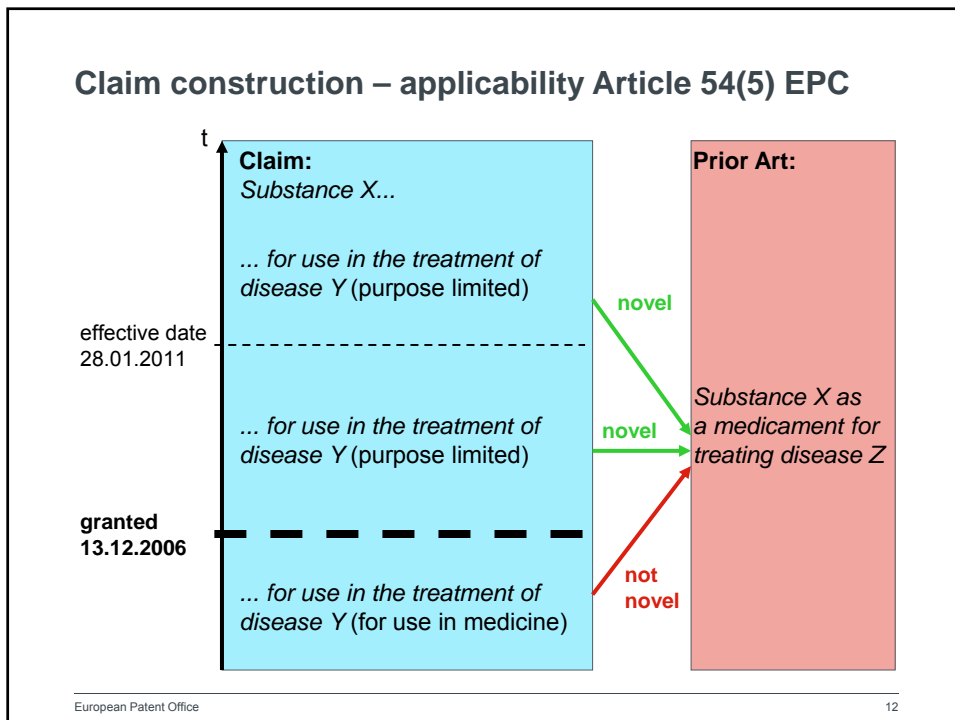 Claim construction – applicability Article 54(5) EPC
t
Claim:
Substance X...
... for use in the treatment of
disease Y (purpose limited)
effective date
28.01.2011
... for use in the treatment of
disease Y (purpose limited)
granted
13.12.2006
... for use in the treatment of
disease Y (for use in medicine)
novel
novel
not
novel
Prior Art:
Substance X as
a medicament for
treating disease Z
European Patent Office
12